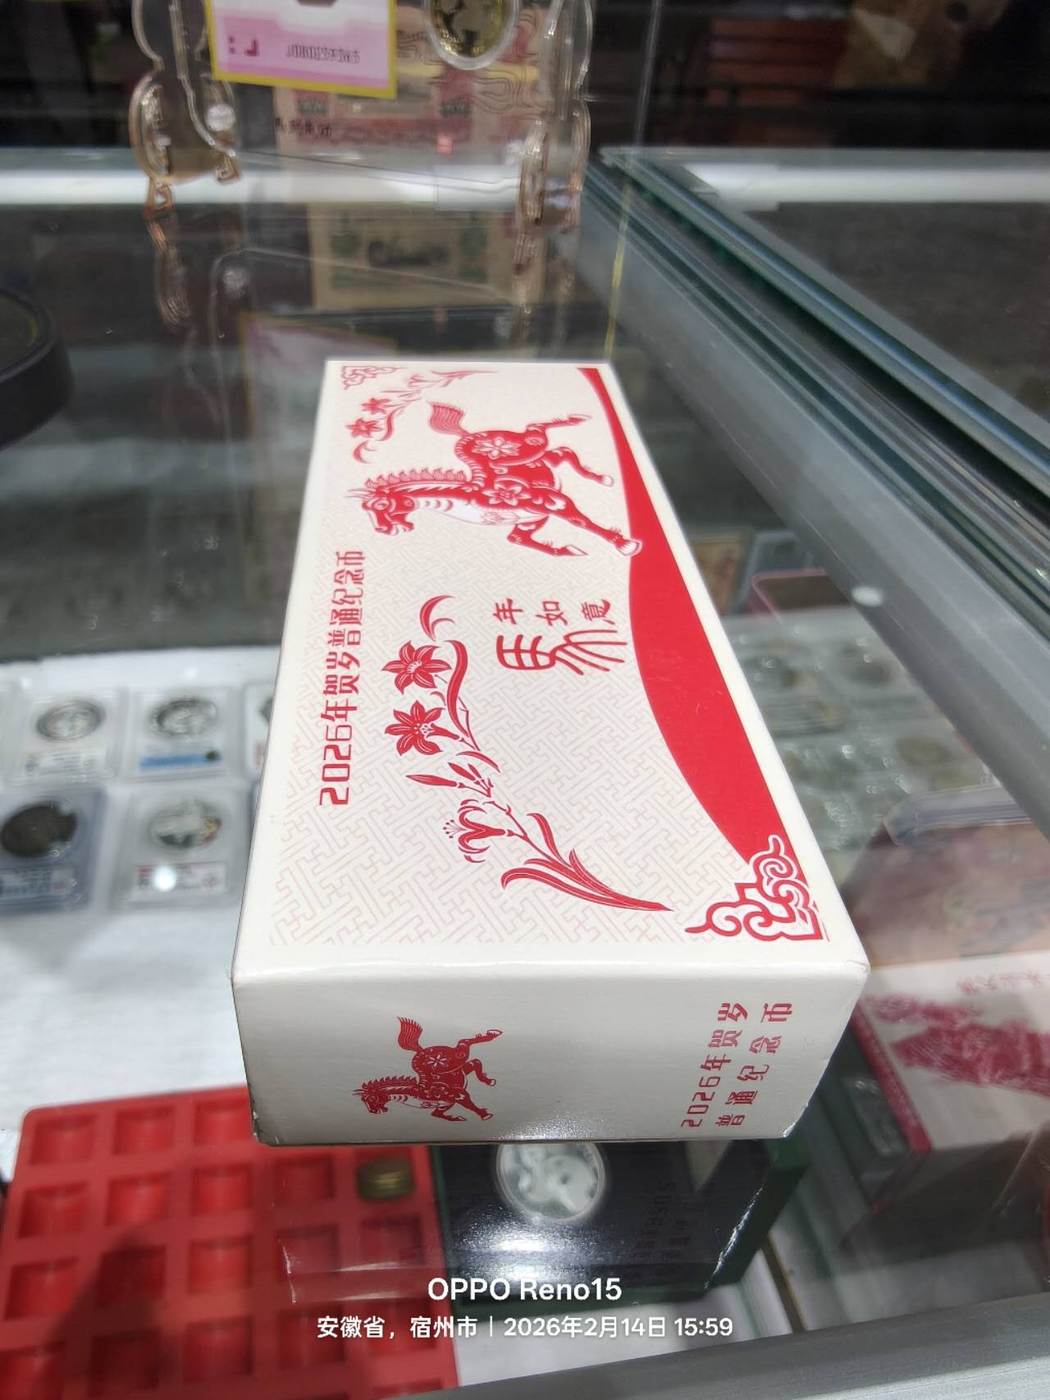 2026年贺岁普通纪念币
马
年
如
意
2026年贺岁
普通纪念币
OPPO Reno15
安徽省，宿州市｜2026年2月14日 15:59